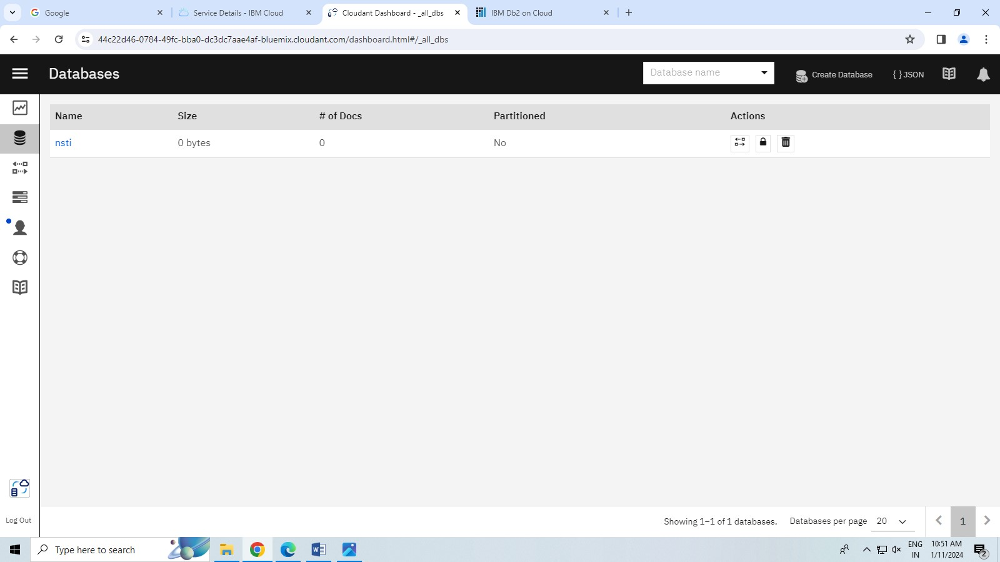 Google
Service Details - IBM Cloud
Cloudant Dashboard - _all_dbs
IBM Db2 on Cloud
44c22d46-0784-49fc-bba0-dc3dc7aae4af-bluemix.cloudant.com/dashboard.html#/_all_dbs
Databases
Database name
Create Database
{ } JSON
Name Size # of Docs Partitioned Actions
nsti 0 bytes 0 No
Log Out
Showing 1–1 of 1 databases. Databases per page 20 1
Type here to search
ENG
IN
10:51 AM
1/11/2024
2